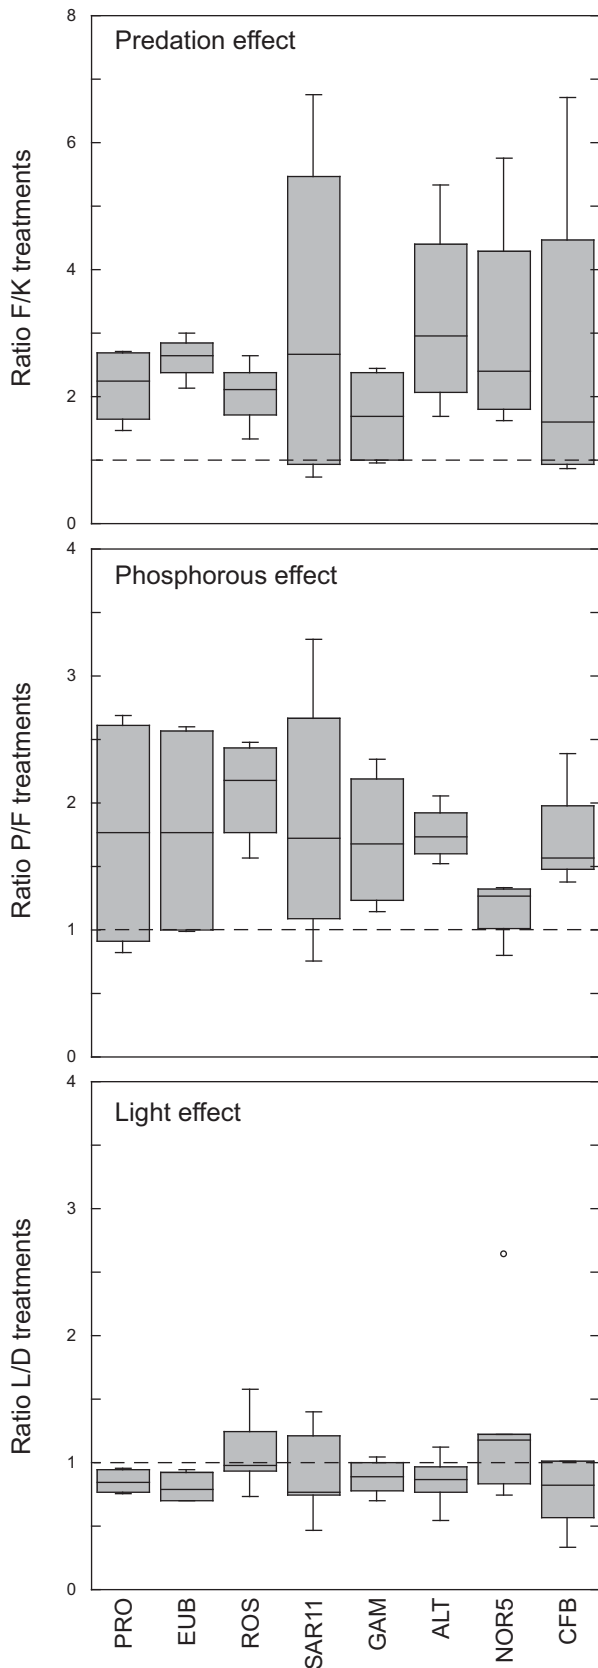 Predation effect
Ratio F/K treatments
8
6
4
2
0
Phosphorous effect
Ratio P/F treatments
4
3
2
1
0
Light effect
Ratio L/D treatments
4
3
2
1
0
PRO EUB ROS SAR11 GAM ALT NOR5 CFB